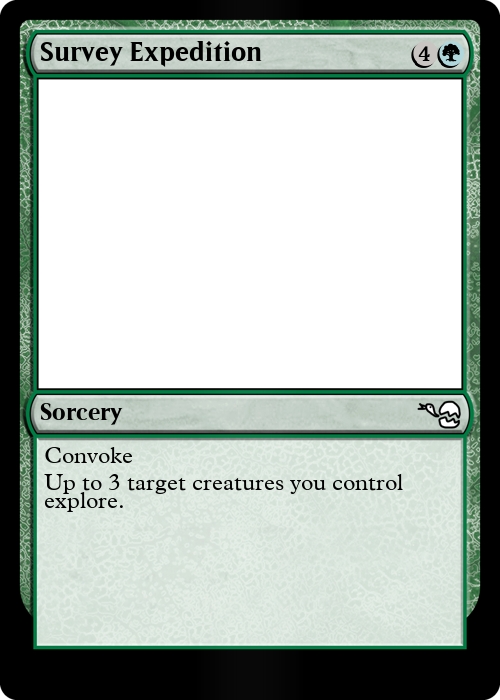 Survey Expedition 4
Sorcery
Convoke
Up to 3 target creatures you control
explore.